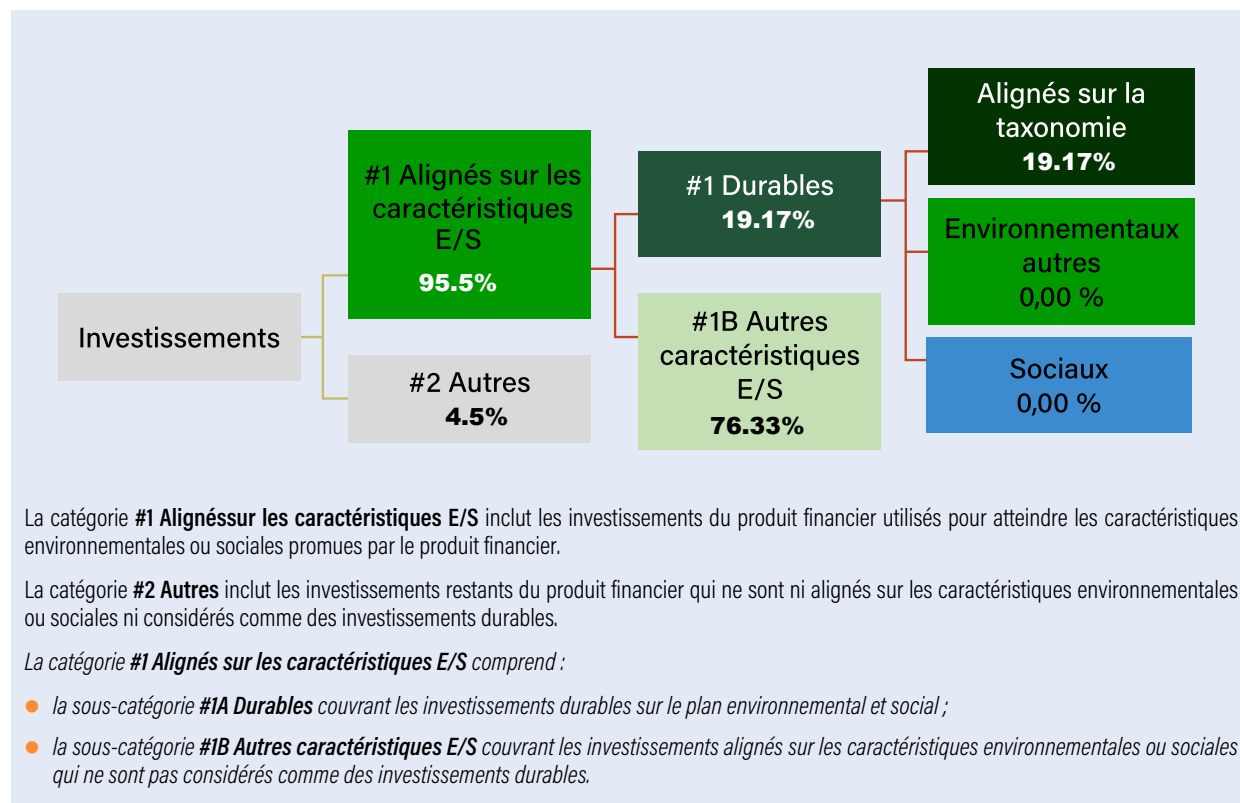 Investissements
#1 Alignés sur les
caractéristiques
E/S
95.5%
#2 Autres
4.5%
#1 Durables
19.17%
#1B Autres
caractéristiques
E/S
76.33%
Alignés sur la
taxonomie
19.17%
Environnementaux
autres
0,00 %
Sociaux
0,00 %
La catégorie #1 Alignéssur les caractéristiques E/S inclut les investissements du produit financier utilisés pour atteindre les caractéristiques
environnementales ou sociales promues par le produit financier.
La catégorie #2 Autres inclut les investissements restants du produit financier qui ne sont ni alignés sur les caractéristiques environnementales
ou sociales ni considérés comme des investissements durables.
La catégorie #1 Alignés sur les caractéristiques E/S comprend :
● la sous-catégorie #1A Durables couvrant les investissements durables sur le plan environnemental et social ;
● la sous-catégorie #1B Autres caractéristiques E/S couvrant les investissements alignés sur les caractéristiques environnementales ou sociales
qui ne sont pas considérés comme des investissements durables.